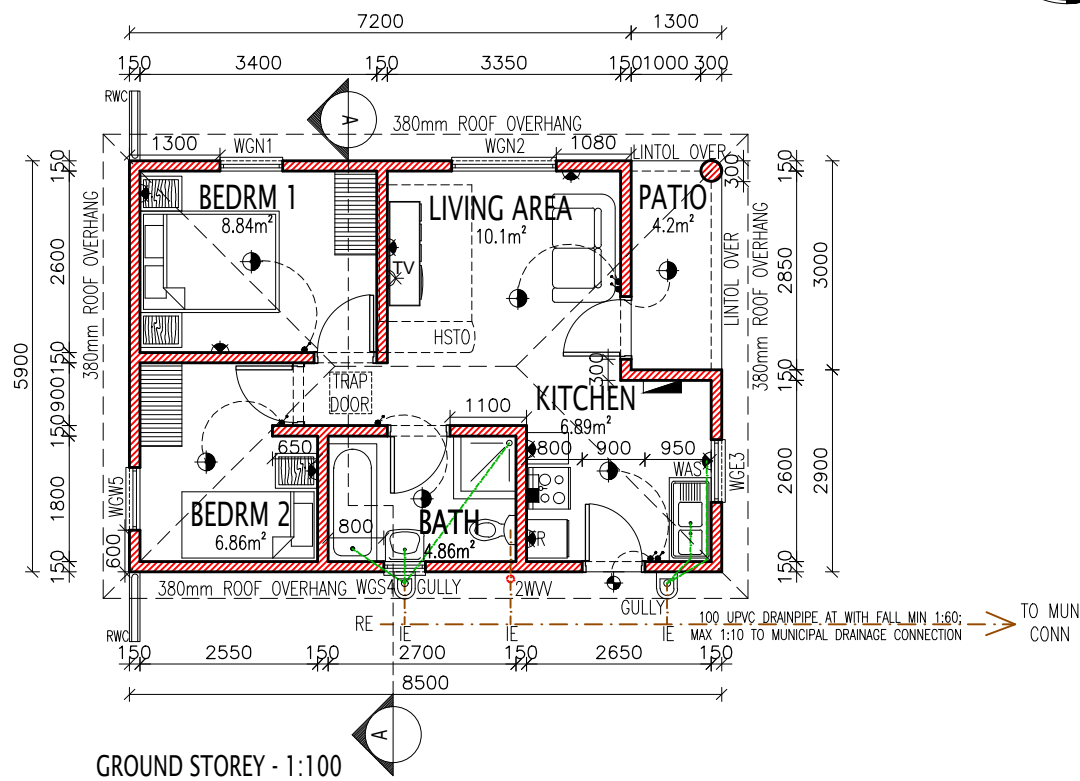 7200
1300
150
3400
150
3350
150
1000
300
RWC
A
380mm ROOF OVERHANG
1300
WGN1
WGN2
1080
LINTOL OVER
5900
150
2600
150
900
150
1800
150
380mm ROOF OVERHANG
BEDRM 1
8.84m²
LIVING AREA
10.1m²
PATIO
4.2m²
300
LINTOL OVER
380mm ROOF OVERHANG
150
2850
150
2600
150
3000
2900
TV
HSTO
300
TRAP
DOOR
KITCHEN
6.89m²
1100
650
800
900
950
WGW5
WGE3
BEDRM 2
6.86m²
800
BATH
4.86m²
600
380mm ROOF OVERHANG
WGS4
GULLY
2WVV
GULLY
RE
IE
IE
IE
100 UPVC DRAINPIPE AT WITH FALL MIN 1:60;
MAX 1:10 TO MUNICIPAL DRAINAGE CONNECTION
TO MUN
CONN
RWC
150
2550
150
2700
150
2650
150
8500
A
GROUND STOREY - 1:100